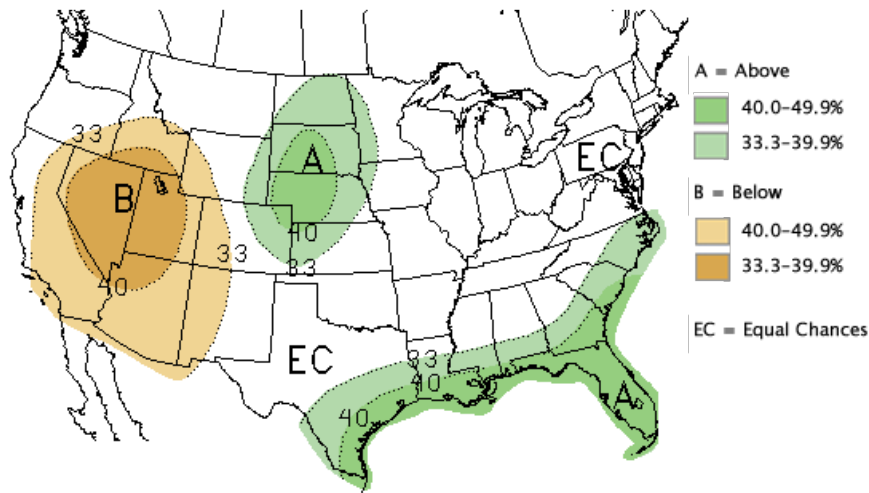 A = Above
40.0-49.9%
33.3-39.9%
B = Below
40.0-49.9%
33.3-39.9%
EC = Equal Chances
33
B
40
33
A
40
33
EC
EC
33
40
40
A